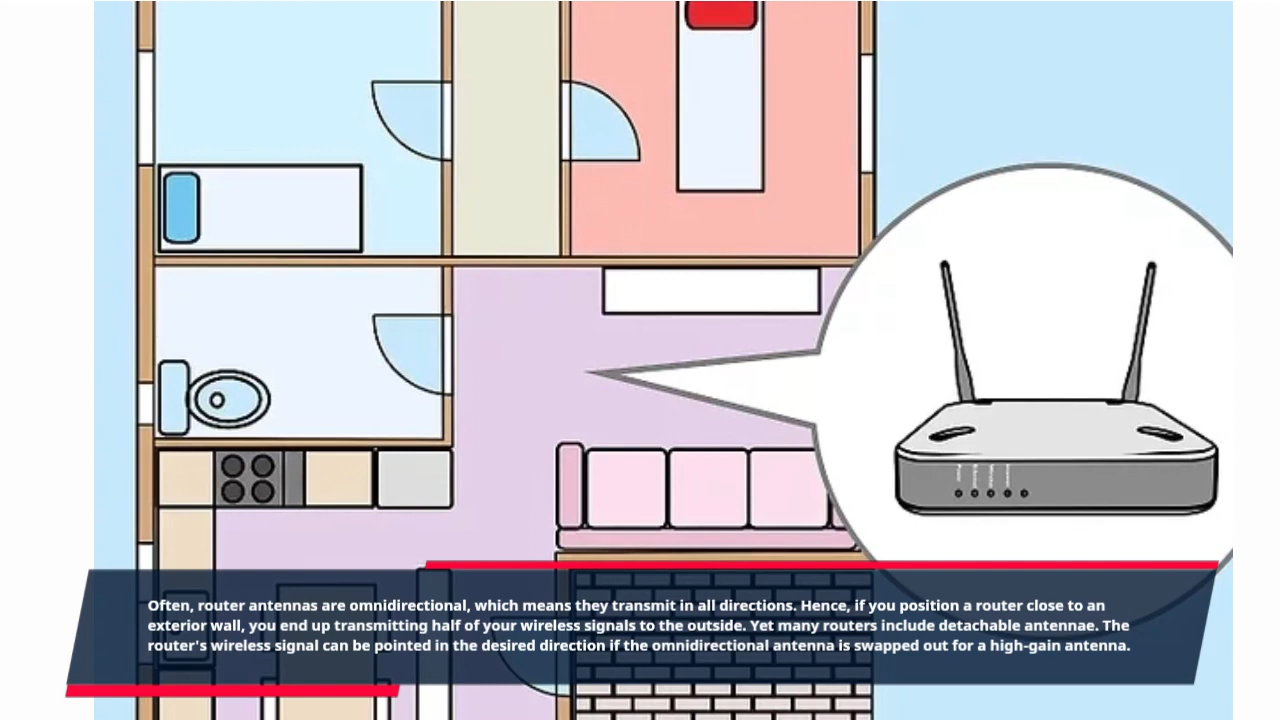 Often, router antennas are omnidirectional, which means they transmit in all directions. Hence, if you position a router close to an
exterior wall, you end up transmitting half of your wireless signals to the outside. Yet many routers include detachable antennae. The
router's wireless signal can be pointed in the desired direction if the omnidirectional antenna is swapped out for a high-gain antenna.